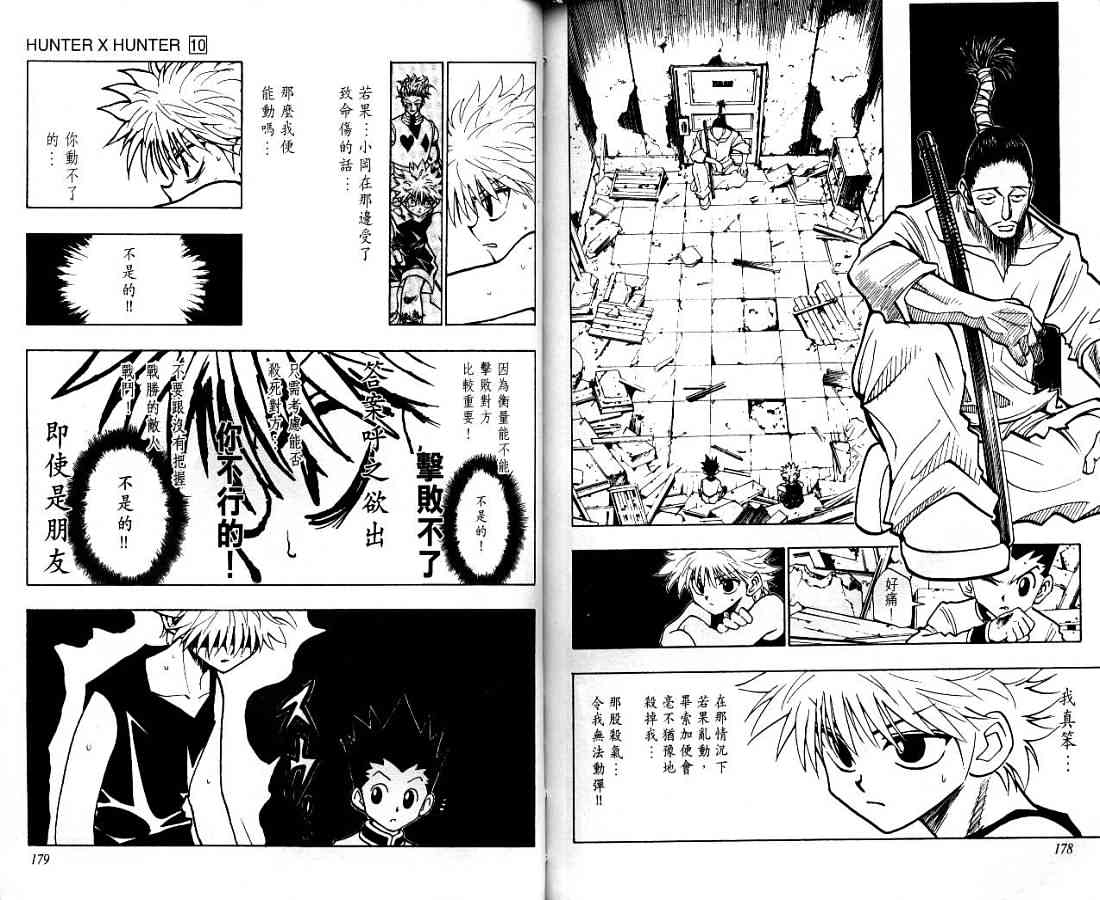 好痛！
我真笨…
在那情況下
若果亂動，
畢索加便會
毫不猶豫地
殺掉我…
那股殺氣…
令我無法動彈!!
178
HUNTER X HUNTER 10
若果…小岡在那邊受了
致命傷的話…
那麼我便
能動嗎…
你動不了
的…
不是的!!
因為衡量能不能
擊敗對方
比較重要！
不是的！
擊敗不了
答案呼之欲出
只需考慮能否
殺死對方…
你不行的！
不要跟沒有把握
戰勝的敵人
戰鬥！
不是的!!
即使是朋友
179